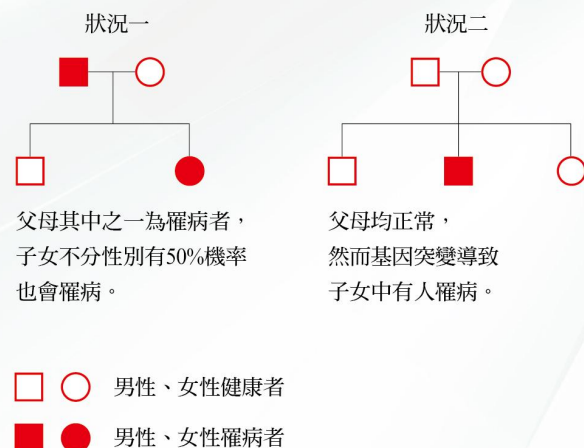 狀況一
父母其中之一為罹病者，
子女不分性別有50%機率
也會罹病。
狀況二
父母均正常，
然而基因突變導致
子女中有人罹病。
男性、女性健康者
男性、女性罹病者